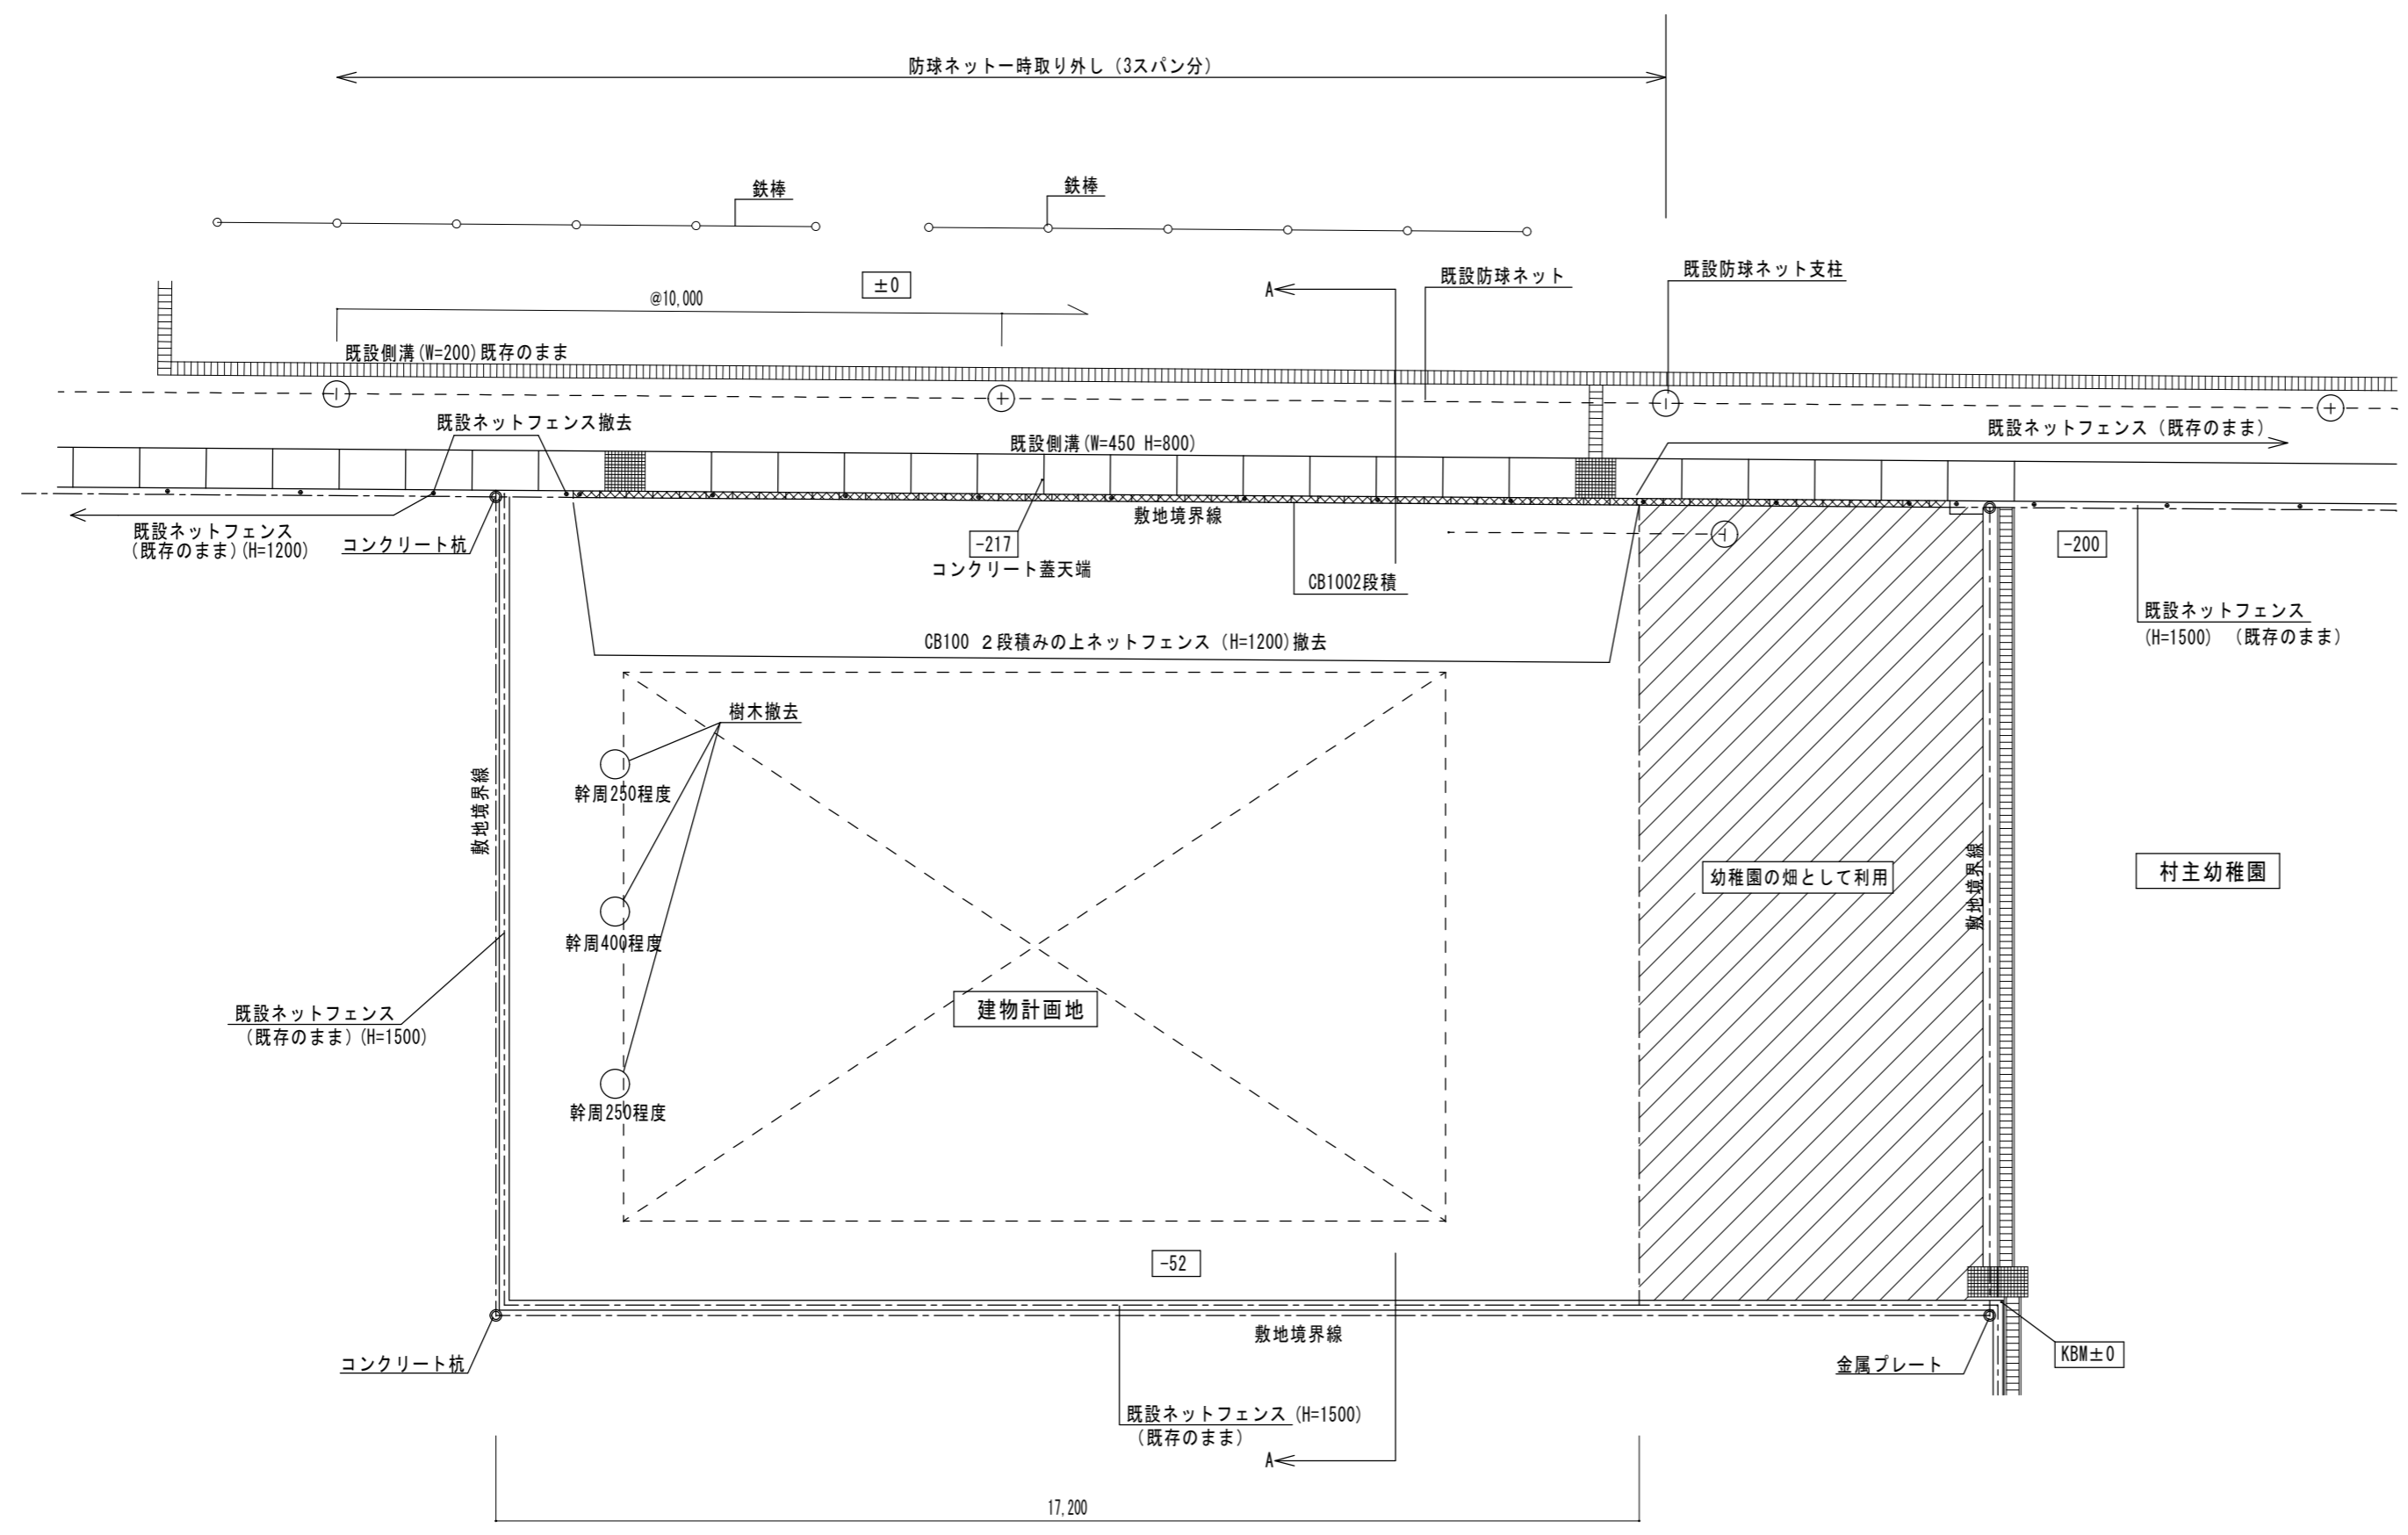 防球ネット一時取り外し（3スパン分）
鉄棒
鉄棒
既設防球ネット
既設防球ネット支柱
±0
A
@10,000
既設側溝(W=200)既存のまま
既設ネットフェンス撤去
既設側溝(W=450 H=800)
既設ネットフェンス（既存のまま）
既設ネットフェンス
（既存のまま）(H=1200)
コンクリート杭
敷地境界線
-217
コンクリート蓋天端
-200
CB1002段積
既設ネットフェンス
(H=1500) （既存のまま）
CB100 ２段積みの上ネットフェンス（H=1200)撤去
樹木撤去
幹周250程度
敷地境界線
幼稚園の畑として利用
敷地境界線
村主幼稚園
幹周400程度
建物計画地
既設ネットフェンス
（既存のまま）(H=1500)
幹周250程度
-52
敷地境界線
コンクリート杭
金属プレート
KBM±0
既設ネットフェンス(H=1500)
（既存のまま）
A
17,200